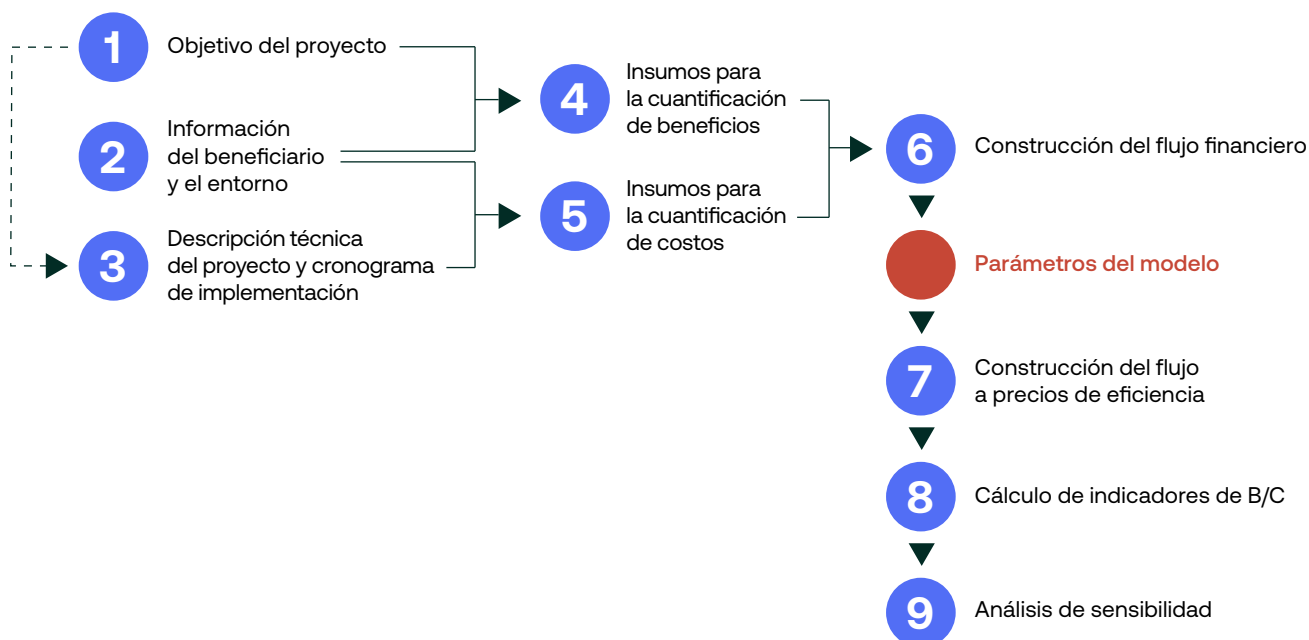 1
Objetivo del proyecto
2
Información
del beneficiario
y el entorno
3
Descripción técnica
del proyecto y cronograma
de implementación
4
Insumos para
la cuantificación
de beneficios
5
Insumos para
la cuantificación
de costos
6
Construcción del flujo financiero
Parámetros del modelo
7
Construcción del flujo
a precios de eficiencia
8
Cálculo de indicadores de B/C
9
Análisis de sensibilidad